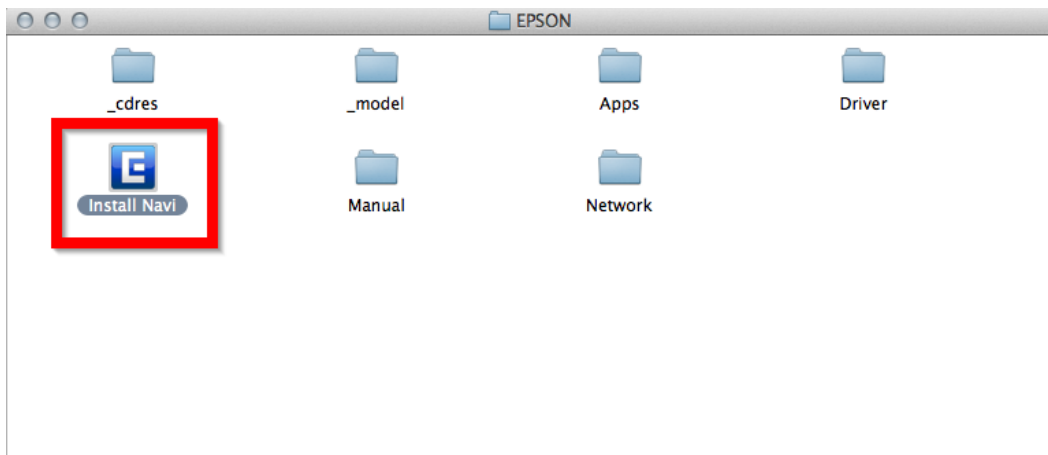 EPSON
_cdres
_model
Apps
Driver
Install Navi
Manual
Network